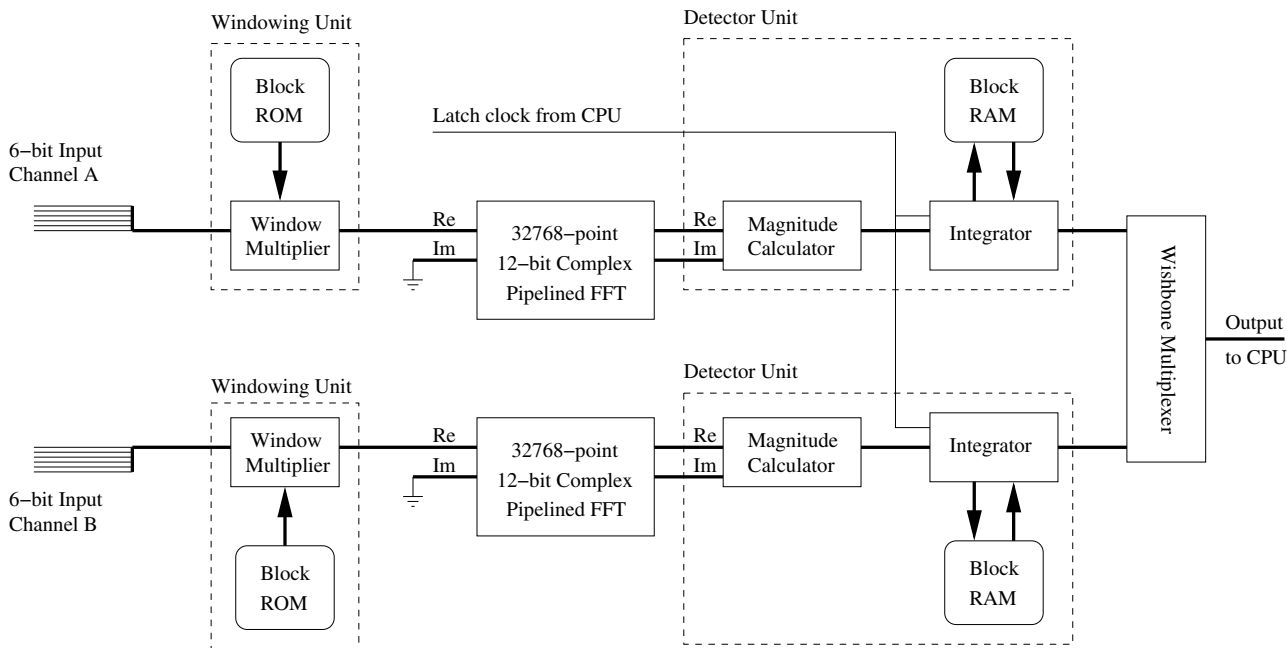 Windowing Unit
Detector Unit
Block
ROM
Block
RAM
Latch clock from CPU
6−bit Input
Channel A
Window
Multiplier
Re
Im
32768−point
12−bit Complex
Pipelined FFT
Re
Im
Magnitude
Calculator
Integrator
Wishbone Multiplexer
Output
to CPU
Windowing Unit
Detector Unit
Window
Multiplier
Re
Im
32768−point
12−bit Complex
Pipelined FFT
Re
Im
Magnitude
Calculator
Integrator
6−bit Input
Channel B
Block
ROM
Block
RAM